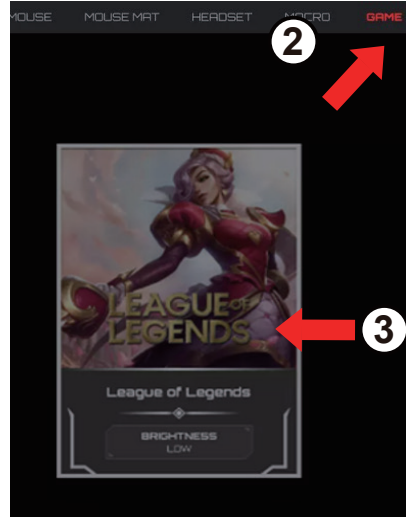 MOUSE MOUSE MAT HEADSET MACRO GAME
2
LEAGUE OF
LEGENDS
3
League of Legends
BRIGHTNESS
LOW